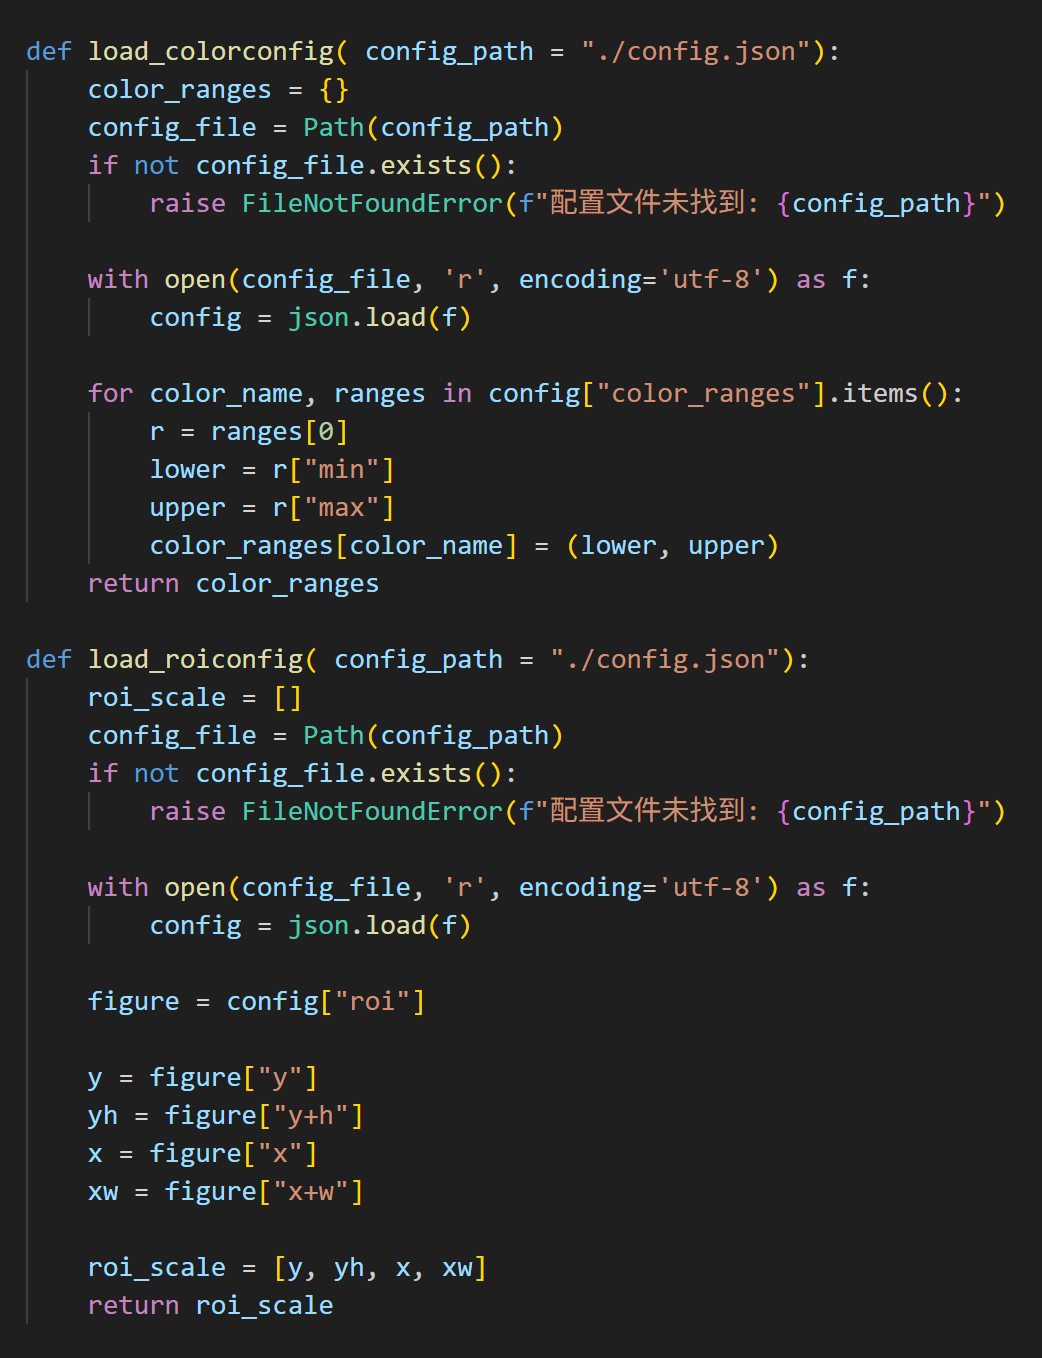 def load_colorconfig( config_path = "./config.json"):
    color_ranges = {}
    config_file = Path(config_path)
    if not config_file.exists():
        raise FileNotFoundError(f"配置文件未找到: {config_path}")
    with open(config_file, 'r', encoding='utf-8') as f:
        config = json.load(f)
    for color_name, ranges in config["color_ranges"].items():
        r = ranges[0]
        lower = r["min"]
        upper = r["max"]
        color_ranges[color_name] = (lower, upper)
    return color_ranges
def load_roiconfig( config_path = "./config.json"):
    roi_scale = []
    config_file = Path(config_path)
    if not config_file.exists():
        raise FileNotFoundError(f"配置文件未找到: {config_path}")
    with open(config_file, 'r', encoding='utf-8') as f:
        config = json.load(f)
    figure = config["roi"]
    y = figure["y"]
    yh = figure["y+h"]
    x = figure["x"]
    xw = figure["x+w"]
    roi_scale = [y, yh, x, xw]
    return roi_scale